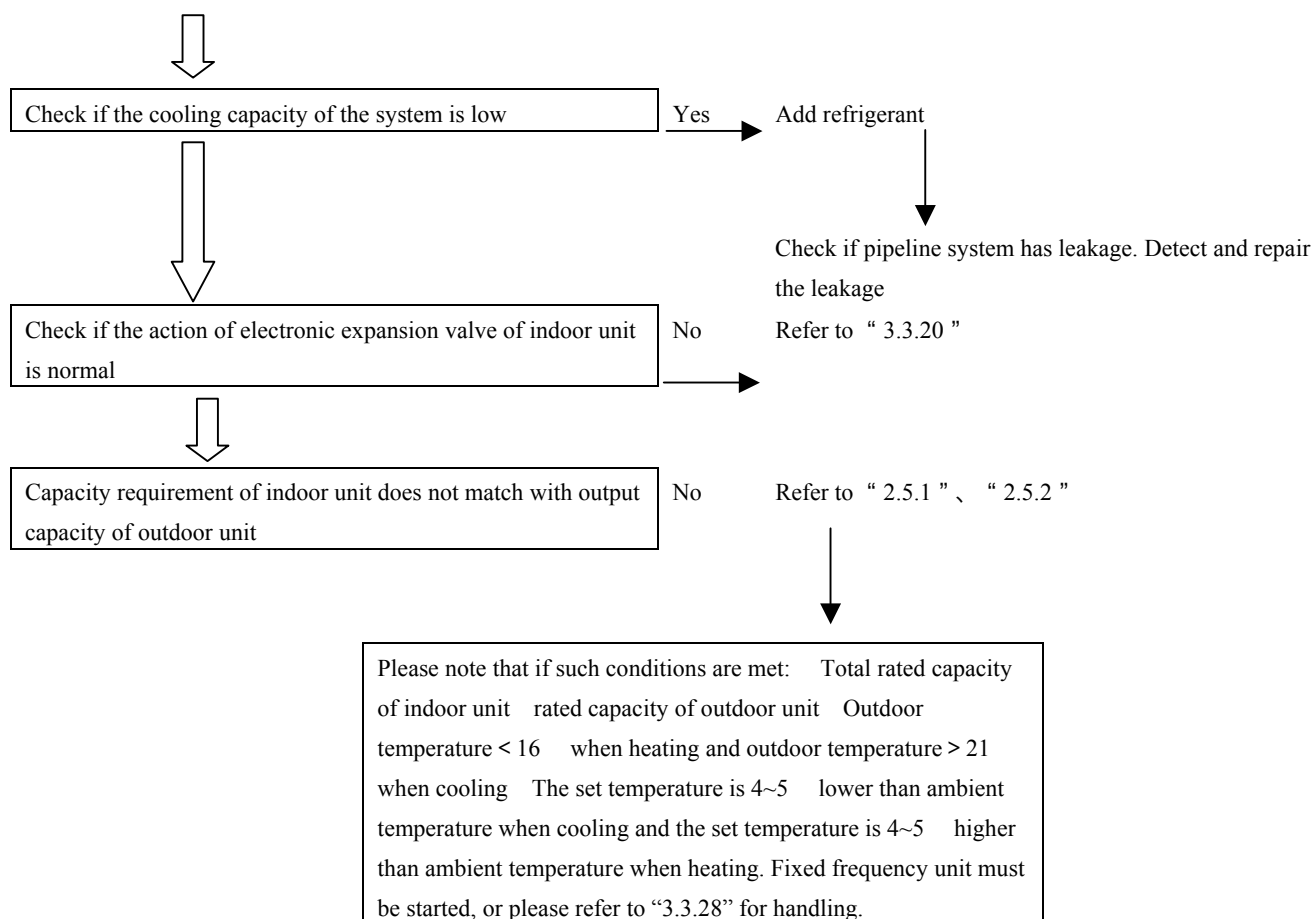 Check if the cooling capacity of the system is low
Yes
Add refrigerant
Check if pipeline system has leakage. Detect and repair
the leakage
Check if the action of electronic expansion valve of indoor unit
is normal
No
Refer to “ 3.3.20 ”
Capacity requirement of indoor unit does not match with output
capacity of outdoor unit
No
Refer to “ 2.5.1 ” 、 “ 2.5.2 ”
Please note that if such conditions are met: Total rated capacity
of indoor unit rated capacity of outdoor unit Outdoor
temperature < 16 when heating and outdoor temperature > 21
when cooling The set temperature is 4~5 lower than ambient
temperature when cooling and the set temperature is 4~5 higher
than ambient temperature when heating. Fixed frequency unit must
be started, or please refer to “3.3.28” for handling.